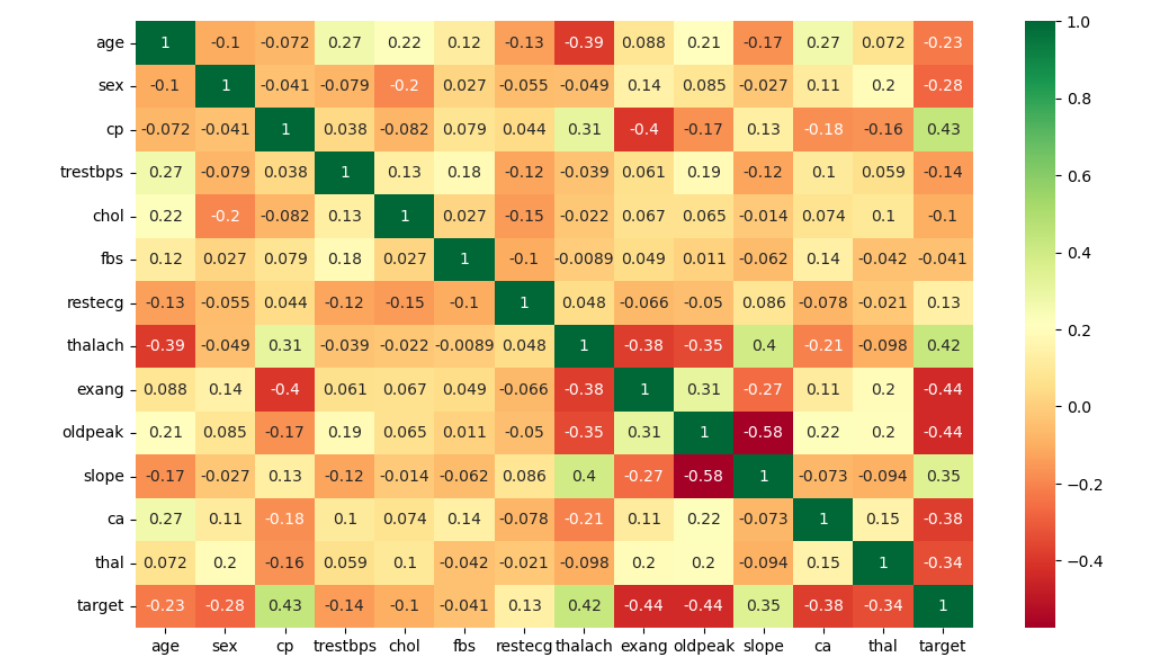 age 1 -0.1 -0.072 0.27 0.22 0.12 -0.13 -0.39 0.088 0.21 -0.17 0.27 0.072 -0.23
sex -0.1 1 -0.041 -0.079 -0.2 0.027 -0.055 -0.049 0.14 0.085 -0.027 0.11 0.2 -0.28
cp -0.072 -0.041 1 0.038 -0.082 0.079 0.044 0.31 -0.4 -0.17 0.13 -0.18 -0.16 0.43
trestbps 0.27 -0.079 0.038 1 0.13 0.18 -0.12 -0.039 0.061 0.19 -0.12 0.1 0.059 -0.14
chol 0.22 -0.2 -0.082 0.13 1 0.027 -0.15 -0.022 0.067 0.065 -0.014 0.074 0.1 -0.1
fbs 0.12 0.027 0.079 0.18 0.027 1 -0.1 -0.0089 0.049 0.011 -0.062 0.14 -0.042 -0.041
restecg -0.13 -0.055 0.044 -0.12 -0.15 -0.1 1 0.048 -0.066 -0.05 0.086 -0.078 -0.021 0.13
thalach -0.39 -0.049 0.31 -0.039 -0.022 -0.0089 0.048 1 -0.38 -0.35 0.4 -0.21 -0.098 0.42
exang 0.088 0.14 -0.4 0.061 0.067 0.049 -0.066 -0.38 1 0.31 -0.27 0.11 0.2 -0.44
oldpeak 0.21 0.085 -0.17 0.19 0.065 0.011 -0.05 -0.35 0.31 1 -0.58 0.22 0.2 -0.44
slope -0.17 -0.027 0.13 -0.12 -0.014 -0.062 0.086 0.4 -0.27 -0.58 1 -0.073 -0.094 0.35
ca 0.27 0.11 -0.18 0.1 0.074 0.14 -0.078 -0.21 0.11 0.22 -0.073 1 0.15 -0.38
thal 0.072 0.2 -0.16 0.059 0.1 -0.042 -0.021 -0.098 0.2 0.2 -0.094 0.15 1 -0.34
target -0.23 -0.28 0.43 -0.14 -0.1 -0.041 0.13 0.42 -0.44 -0.44 0.35 -0.38 -0.34 1
age sex cp trestbps chol fbs restecg thalach exang oldpeak slope ca thal target
1.0
0.8
0.6
0.4
0.2
0.0
−0.2
−0.4